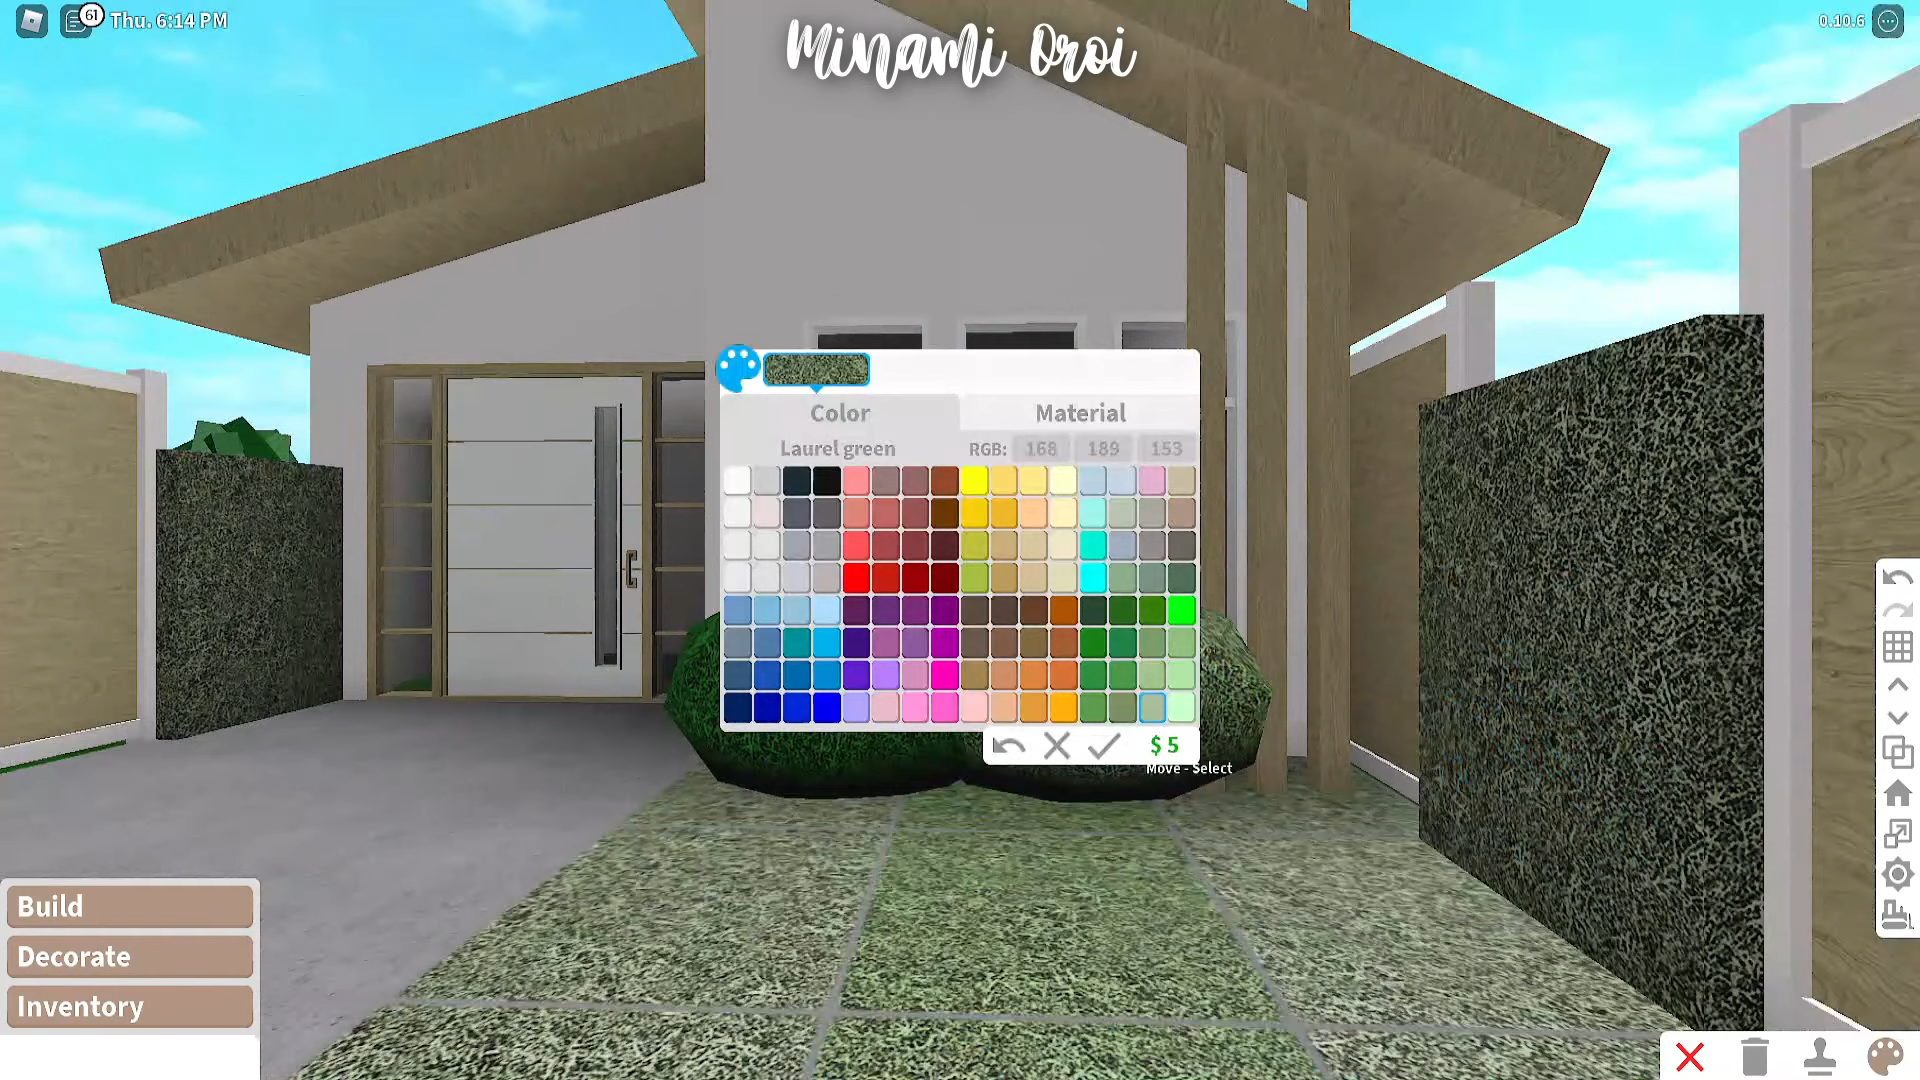 61 Thu. 6:14 PM
Minami Oroi
0.10.6
Color
Material
Laurel green
RGB: 168 189 153
$ 5
Move - Select
Build
Decorate
Inventory